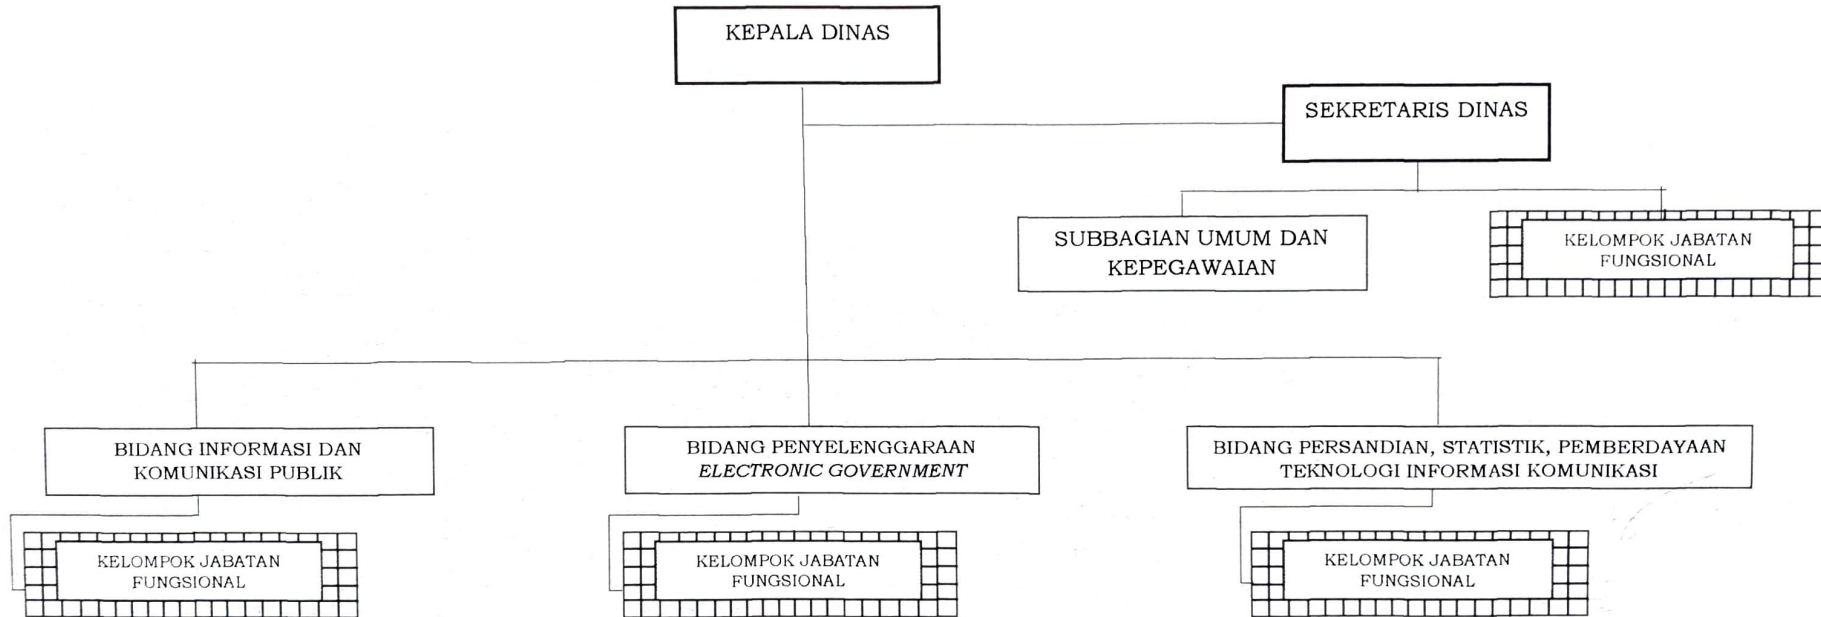 KEPALA DINAS
SEKRETARIS DINAS
SUBBAGIAN UMUM DAN
KEPEGAWAIAN
KELOMPOK JABATAN
FUNGSIONAL
BIDANG INFORMASI DAN
KOMUNIKASI PUBLIK
BIDANG PENYELENGGARAAN
ELECTRONIC GOVERNMENT
BIDANG PERSANDIAN, STATISTIK, PEMBERDAYAAN
TEKNOLOGI INFORMASI KOMUNIKASI
KELOMPOK JABATAN
FUNGSIONAL
KELOMPOK JABATAN
FUNGSIONAL
KELOMPOK JABATAN
FUNGSIONAL